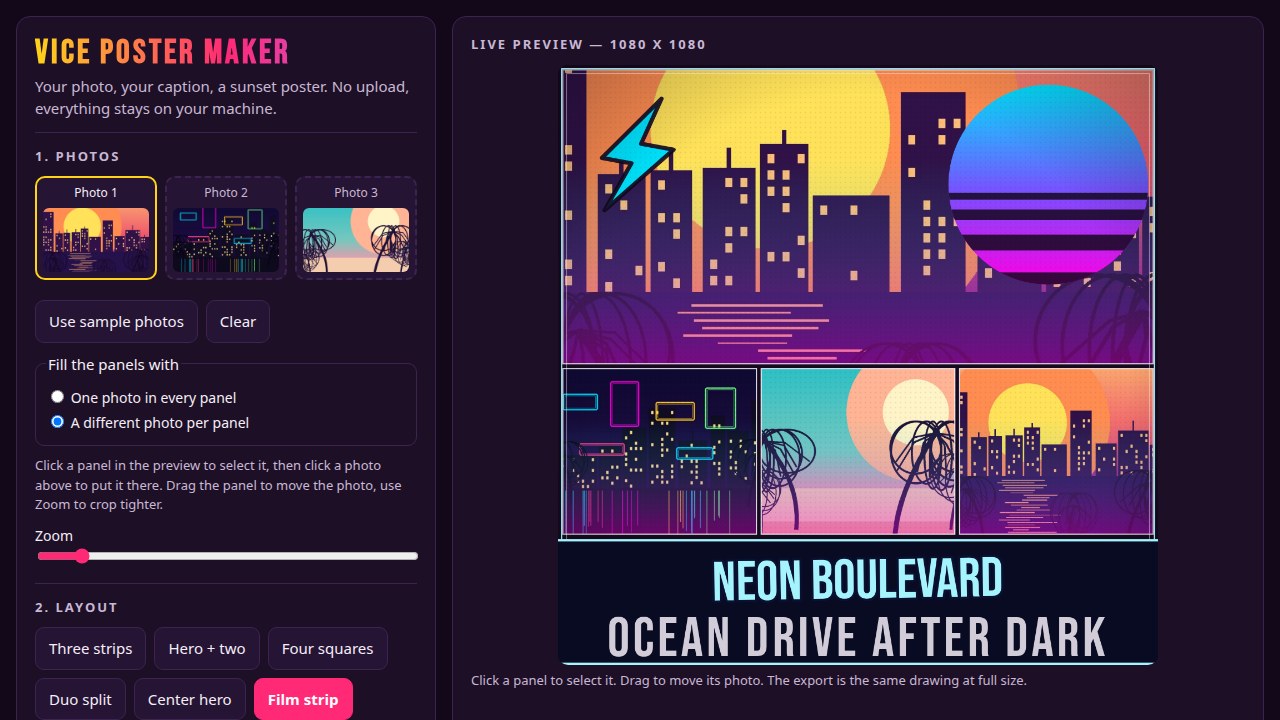 VICE POSTER MAKER
Your photo, your caption, a sunset poster. No upload,
everything stays on your machine.
1. PHOTOS
Photo 1
Photo 2
Photo 3
Use sample photos
Clear
Fill the panels with
One photo in every panel
A different photo per panel
Click a panel in the preview to select it, then click a photo
above to put it there. Drag the panel to move the photo, use
Zoom to crop tighter.
Zoom
2. LAYOUT
Three strips
Hero + two
Four squares
Duo split
Center hero
Film strip
LIVE PREVIEW — 1080 X 1080
NEON BOULEVARD
OCEAN DRIVE AFTER DARK
Click a panel to select it. Drag to move its photo. The export is the same drawing at full size.